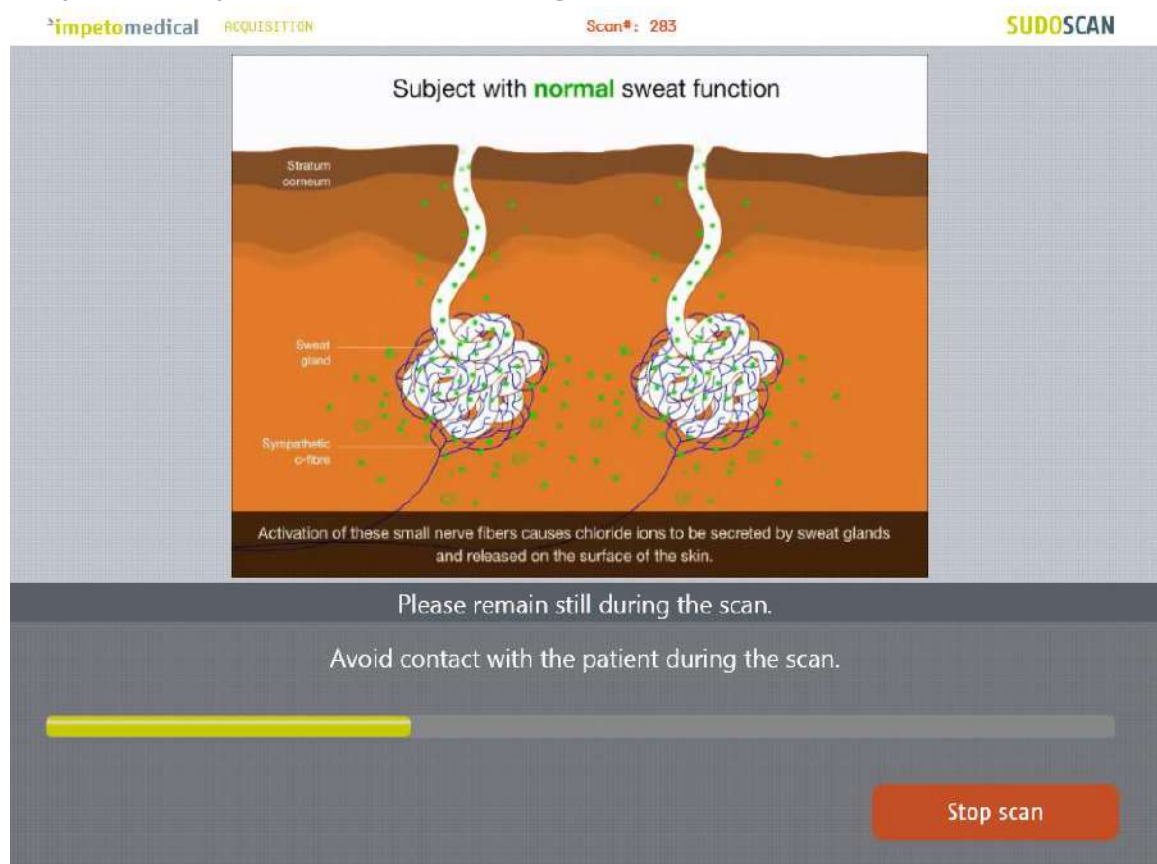 impetomedical ACQUISITION Scan#: 283 SUDOSCAN
Subject with normal sweat function
Stratum
corneum
Sweat
gland
Sympathetic
c-fibre
Activation of these small nerve fibers causes chloride ions to be secreted by sweat glands
and released on the surface of the skin.
Please remain still during the scan.
Avoid contact with the patient during the scan.
Stop scan